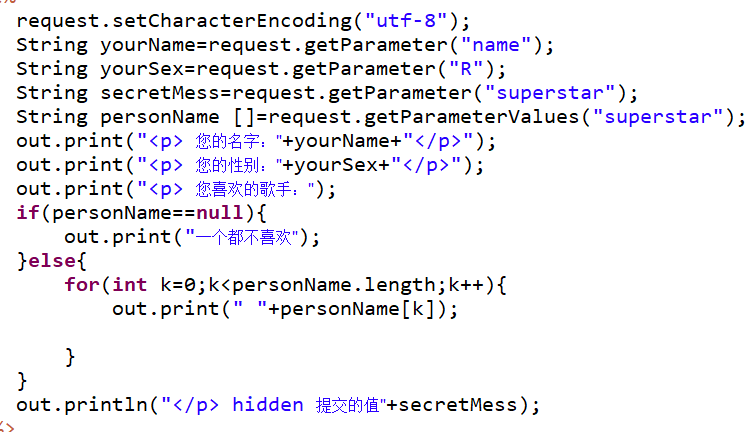 request.setCharacterEncoding("utf-8");
String yourName=request.getParameter("name");
String yourSex=request.getParameter("R");
String secretMess=request.getParameter("superstar");
String personName []=request.getParameterValues("superstar");
out.print("<p> 您的名字："+yourName+"</p>");
out.print("<p> 您的性别："+yourSex+"</p>");
out.print("<p> 您喜欢的歌手：");
if(personName==null){
    out.print("一个都不喜欢");
}else{
    for(int k=0;k<personName.length;k++){
        out.print(" "+personName[k]);
    }
}
out.println("</p> hidden 提交的值"+secretMess);
%>